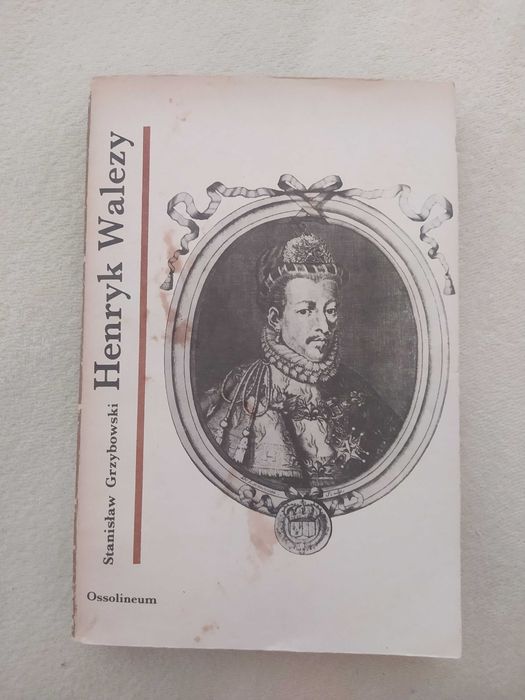 Stanisław Grzybowski
Henryk Walezy
Ossolineum